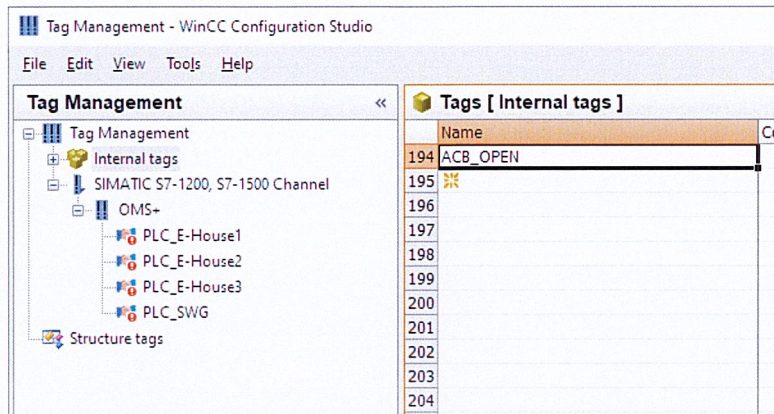 Tag Management - WinCC Configuration Studio
File Edit View Tools Help
Tag Management «
Tag Management
Internal tags
SIMATIC S7-1200, S7-1500 Channel
OMS+
PLC_E-House1
PLC_E-House2
PLC_E-House3
PLC_SWG
Structure tags
Tags [ Internal tags ]
Name
194 ACB_OPEN
195
196
197
198
199
200
201
202
203
204